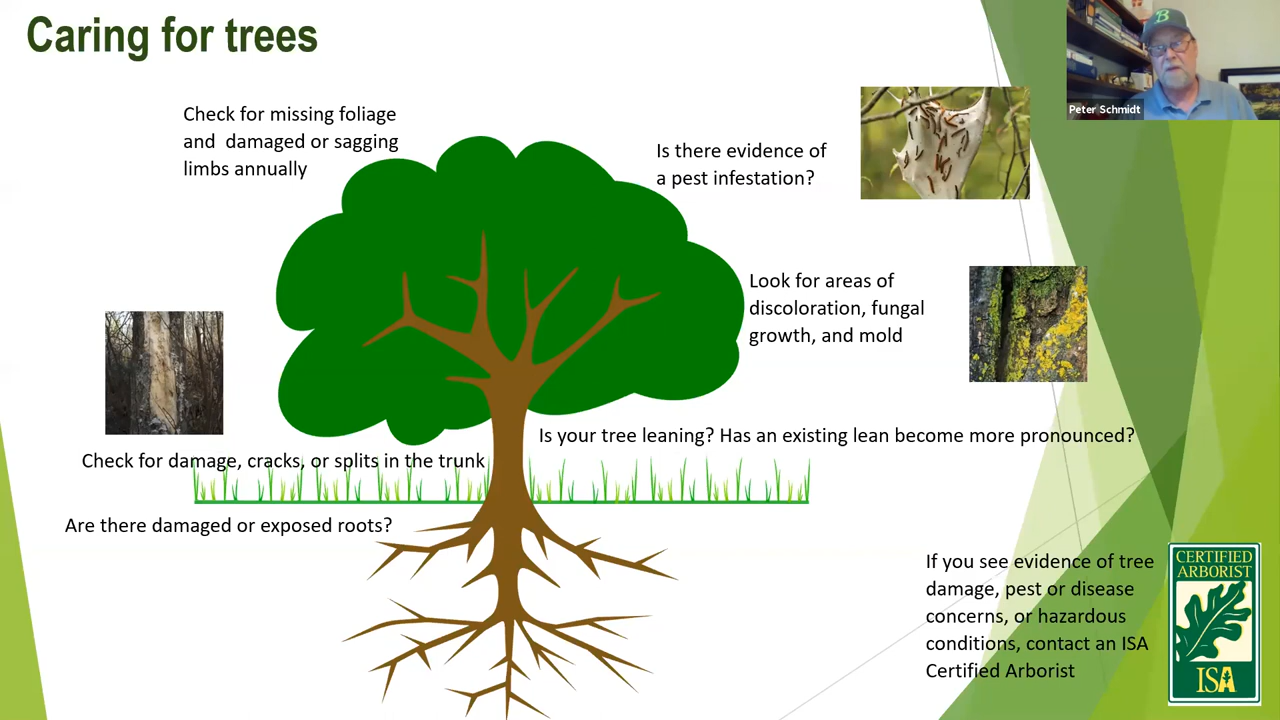 Caring for trees
B
Peter Schmidt
Check for missing foliage
and damaged or sagging
limbs annually
Is there evidence of
a pest infestation?
Look for areas of
discoloration, fungal
growth, and mold
Is your tree leaning? Has an existing lean become more pronounced?
Check for damage, cracks, or splits in the trunk
Are there damaged or exposed roots?
If you see evidence of tree
damage, pest or disease
concerns, or hazardous
conditions, contact an ISA
Certified Arborist
CERTIFIED
ARBORIST
ISA